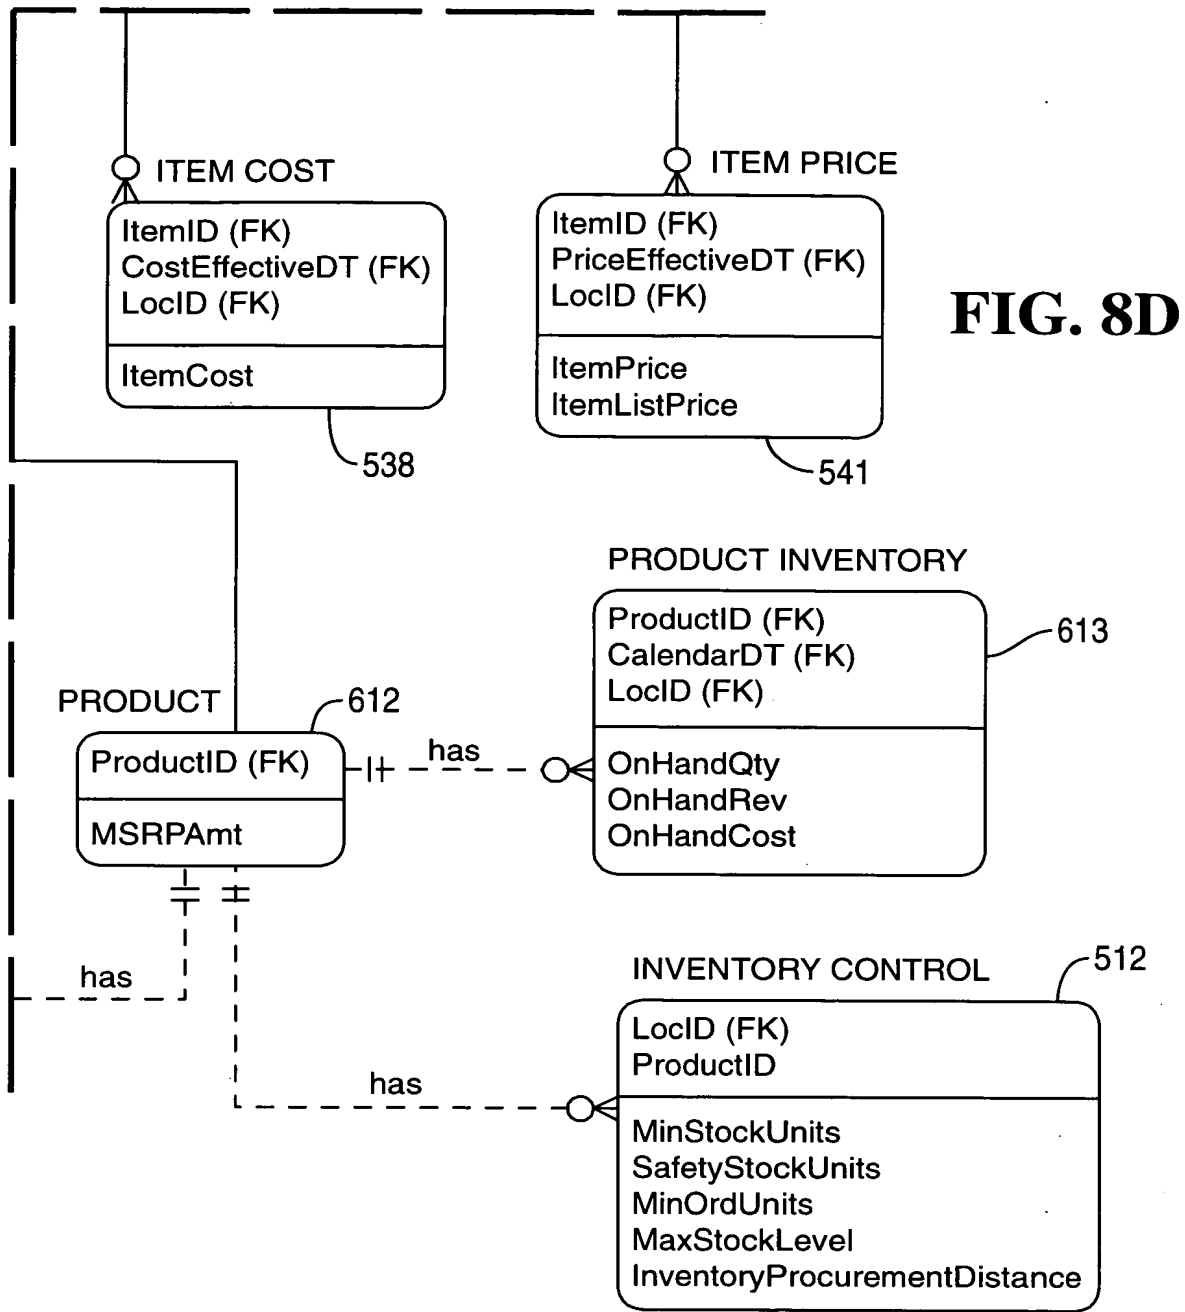 ITEM COST
ItemID (FK)
CostEffectiveDT (FK)
LocID (FK)
ItemCost
538
ITEM PRICE
ItemID (FK)
PriceEffectiveDT (FK)
LocID (FK)
ItemPrice
ItemListPrice
541
FIG. 8D
PRODUCT INVENTORY
ProductID (FK)
CalendarDT (FK)
LocID (FK)
OnHandQty
OnHandRev
OnHandCost
613
PRODUCT
612
ProductID (FK)
MSRPAmt
has
has
has
INVENTORY CONTROL
512
LocID (FK)
ProductID
MinStockUnits
SafetyStockUnits
MinOrdUnits
MaxStockLevel
InventoryProcurementDistance